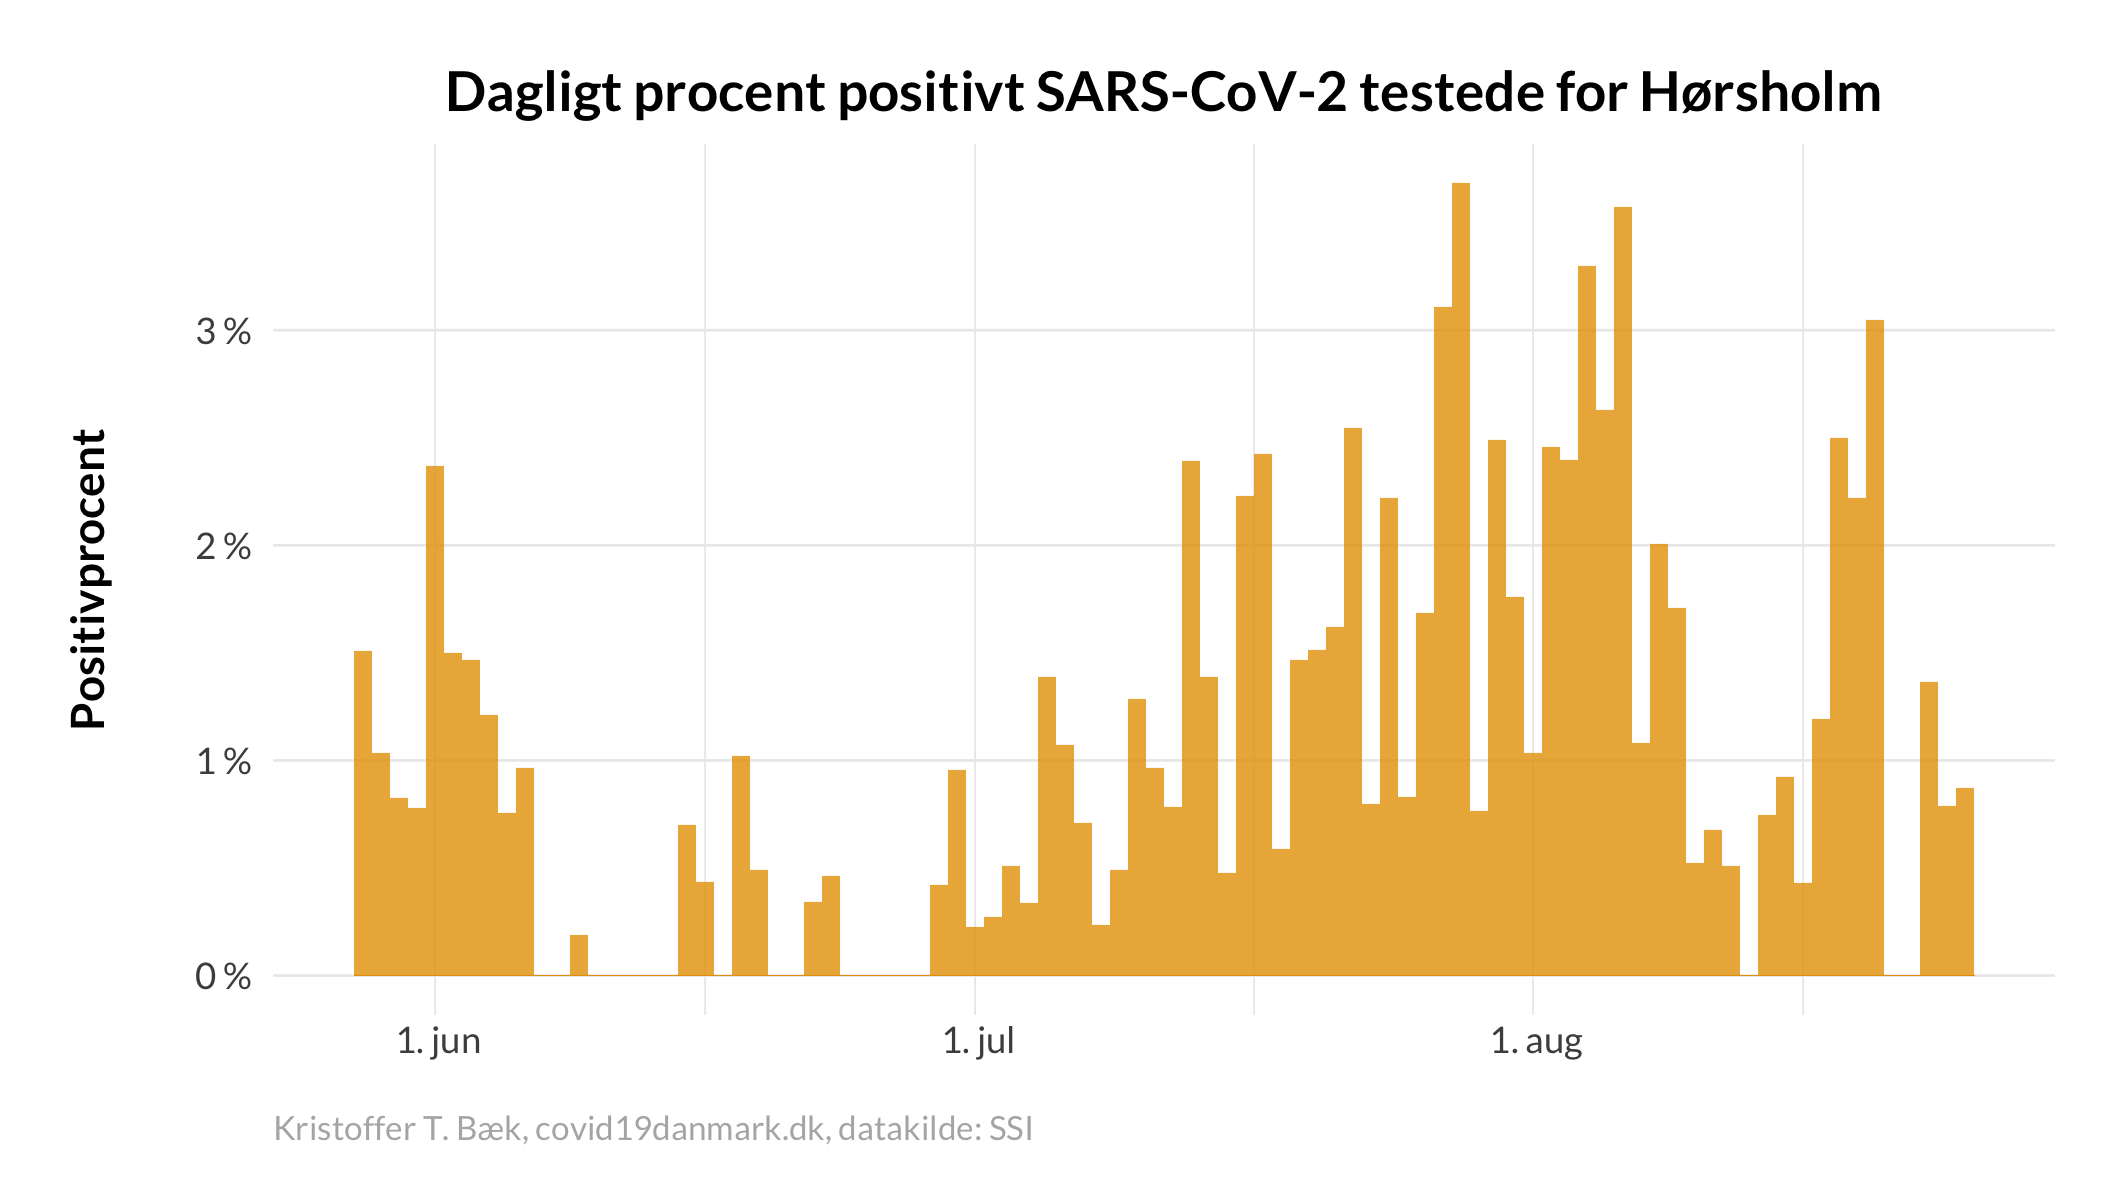 Dagligt procent positivt SARS-CoV-2 testede for Hørsholm
Positivprocent
3 %
2 %
1 %
0 %
1. jun
1. jul
1. aug
Kristoffer T. Bæk, covid19danmark.dk, datakilde: SSI